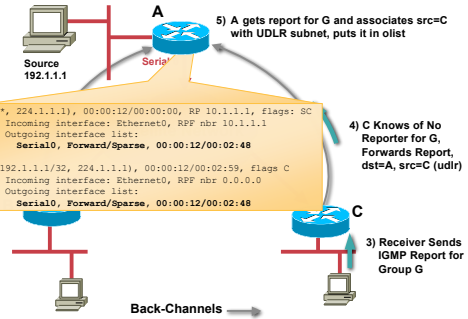 A
5) A gets report for G and associates src=C
with UDLR subnet, puts it in olist
Source
192.1.1.1
Serial
*, 224.1.1.1), 00:00:12/00:00:00, RP 10.1.1.1, flags: SC
Incoming interface: Ethernet0, RPF nbr 10.1.1.1
Outgoing interface list:
Serial0, Forward/Sparse, 00:00:12/00:02:48
192.1.1.1/32, 224.1.1.1), 00:00:12/00:02:59, flags C
Incoming interface: Ethernet0, RPF nbr 0.0.0.0
Outgoing interface list:
Serial0, Forward/Sparse, 00:00:12/00:02:48
4) C Knows of No
Reporter for G,
Forwards Report,
dst=A, src=C (udlr)
C
3) Receiver Sends
IGMP Report for
Group G
Back-Channels